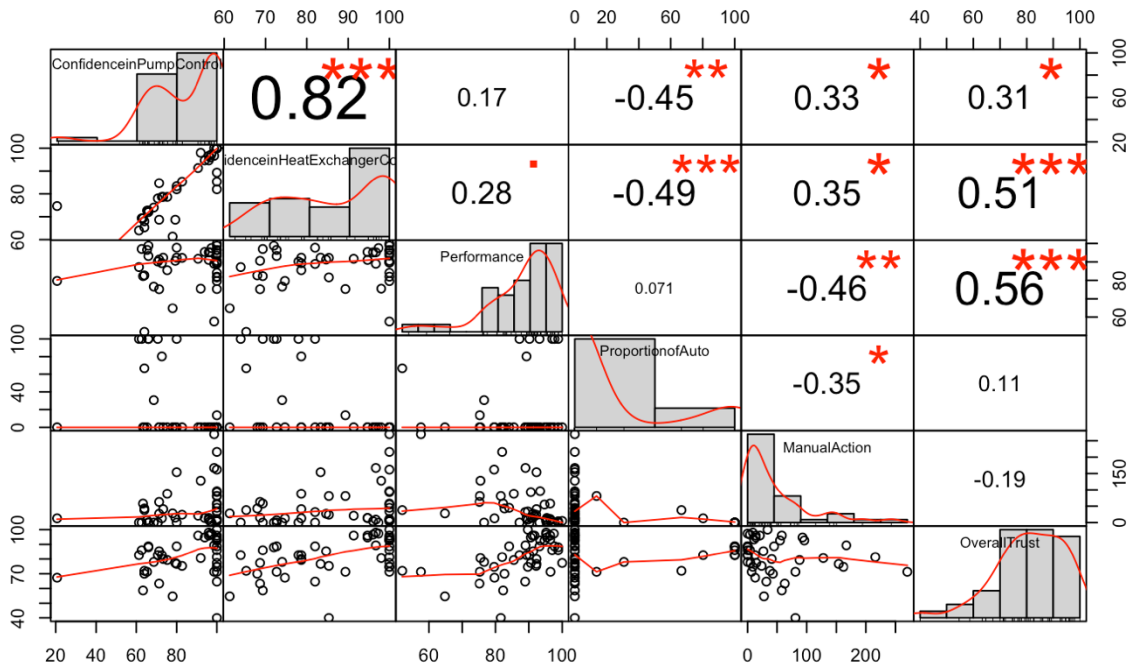 60 70 80 90 100 0 20 60 100 40 60 80 100
ConfidenceinPumpControl 0.82 *** 0.17 -0.45 ** 0.33 * 0.31 * 20 60 100
60 80 100 idenceinHeatExchangerCo 0.28 . -0.49 *** 0.35 * 0.51 ***
Performance 0.071 -0.46 ** 0.56 *** 60 80
0 40 100 ProportionofAuto -0.35 * 0.11
ManualAction -0.19 0 150
40 70 100 OverallTrust
20 40 60 80 60 80 100 0 100 200